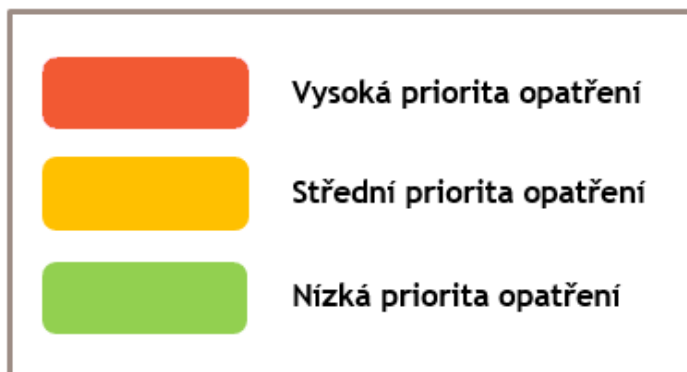 Vysoká priorita opatření
Střední priorita opatření
Nízká priorita opatření